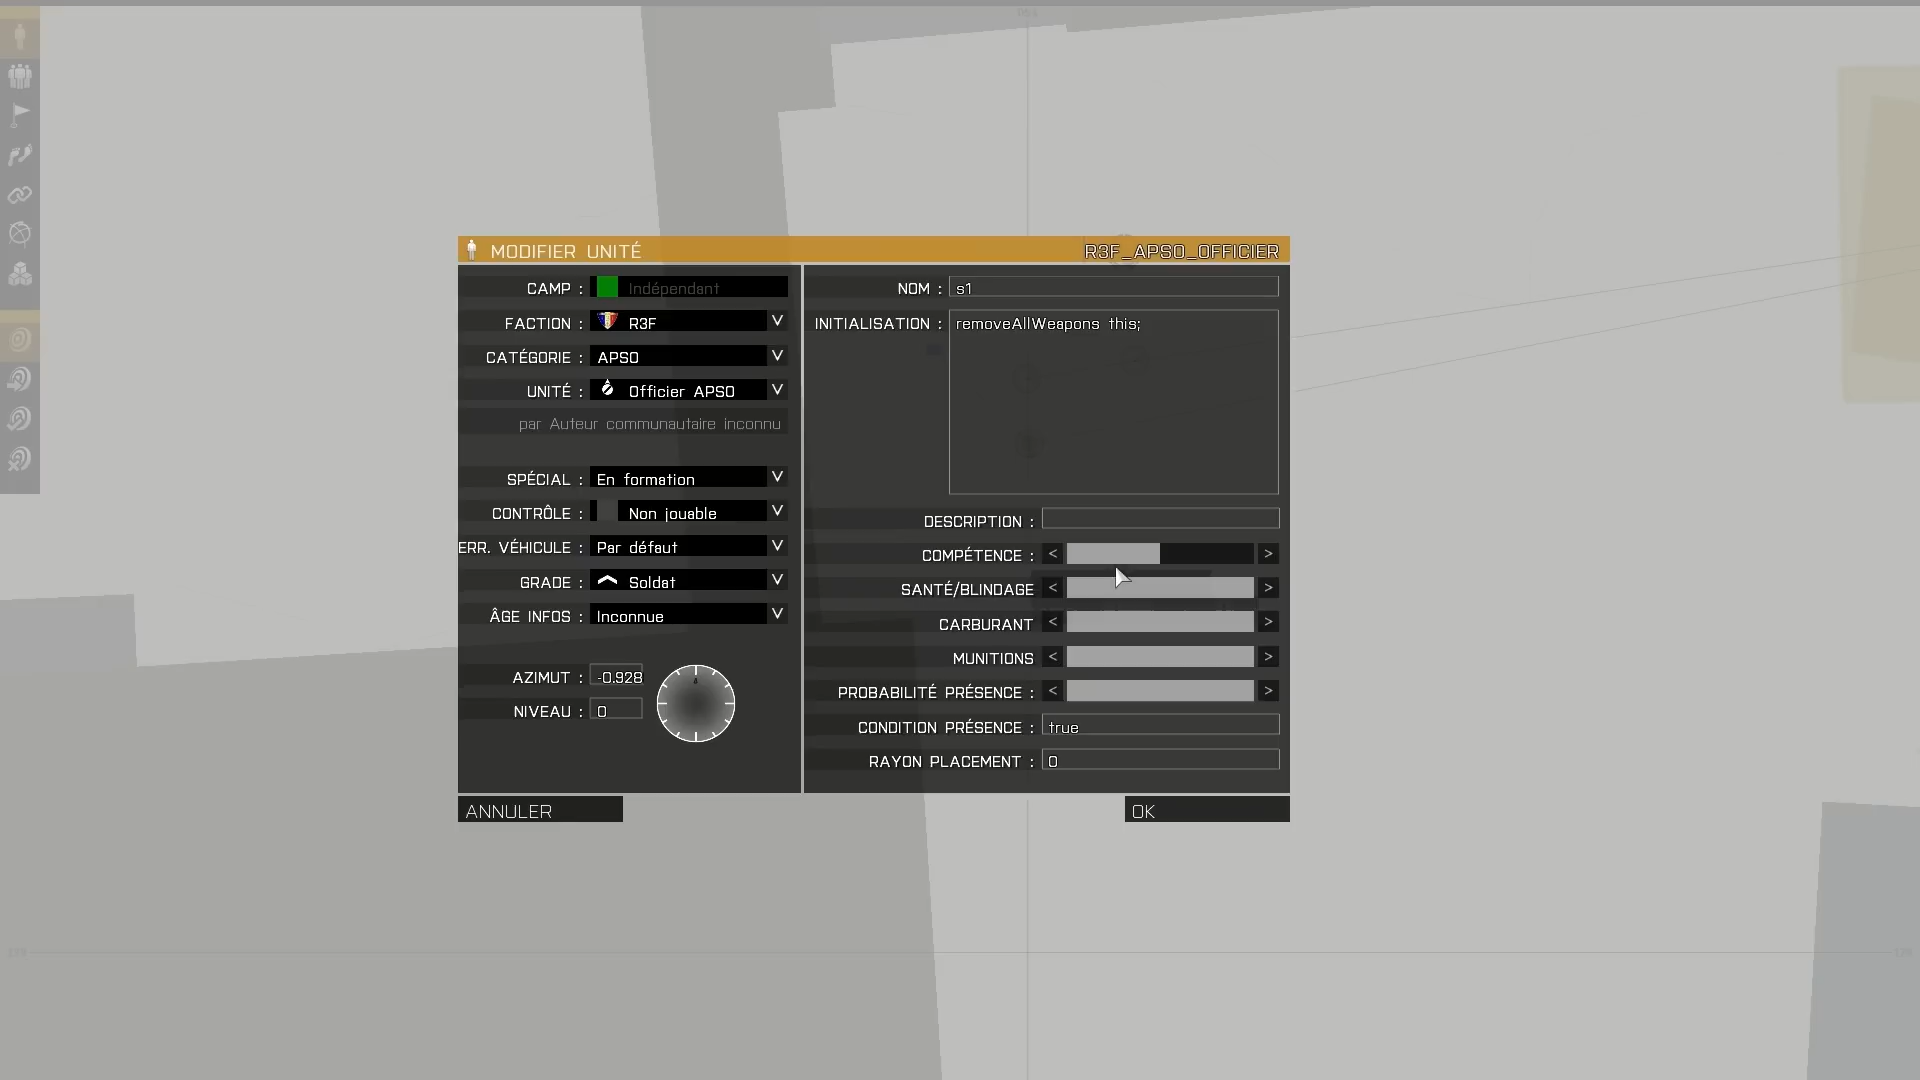 MODIFIER UNITÉ
R3F_APSO_OFFICIER
CAMP : Indépendant
FACTION : R3F V
CATÉGORIE : APSO V
UNITÉ : Officier APSO V
par Auteur communautaire inconnu
SPÉCIAL : En formation V
CONTRÔLE : Non jouable V
ERR. VÉHICULE : Par défaut V
GRADE : Soldat V
ÂGE INFOS : Inconnue V
AZIMUT : -0.928
NIVEAU : 0
NOM : s1
INITIALISATION : removeAllWeapons this;
DESCRIPTION :
COMPÉTENCE : < >
SANTÉ/BLINDAGE < >
CARBURANT < >
MUNITIONS < >
PROBABILITÉ PRÉSENCE : < >
CONDITION PRÉSENCE : true
RAYON PLACEMENT : 0
ANNULER
OK